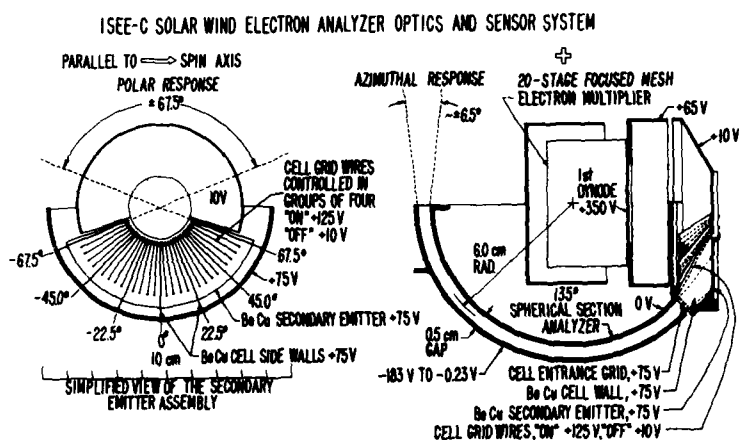 ISEE-C SOLAR WIND ELECTRON ANALYZER OPTICS AND SENSOR SYSTEM
PARALLEL TO ⇒ SPIN AXIS
POLAR RESPONSE
±67.5°
CELL GRID WIRES
CONTROLLED IN
GROUPS OF FOUR
"ON" +125 V
"OFF" +10 V
10V
-67.5°
67.5°
-45.0°
+75 V
45.0°
-22.5°
22.5°
0°
Be Cu SECONDARY EMITTER +75 V
10 cm
Be Cu CELL SIDE WALLS +75 V
SIMPLIFIED VIEW OF THE SECONDARY
EMITTER ASSEMBLY
AZIMUTHAL RESPONSE
~±6.5°
20-STAGE FOCUSED MESH
ELECTRON MULTIPLIER
+65 V
+10 V
1st
DYNODE
+350 V
6.0 cm
RAD.
135°
SPHERICAL SECTION
ANALYZER
0 V
0.5 cm
GAP
-183 V TO -0.23 V
CELL ENTRANCE GRID, +75 V
Be Cu CELL WALL, +75 V
Be Cu SECONDARY EMITTER, +75 V
CELL GRID WIRES, "ON" +125 V, "OFF" +10 V